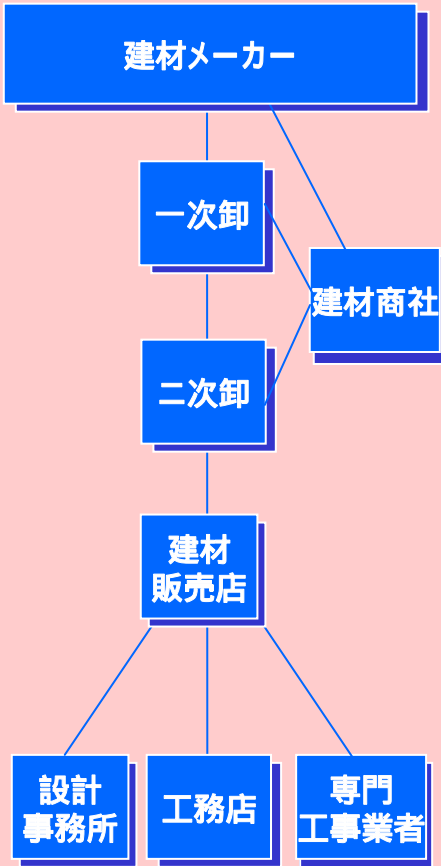 建材メーカー
一次卸
建材商社
二次卸
建材
販売店
設計
事務所
工務店
専門
工事業者